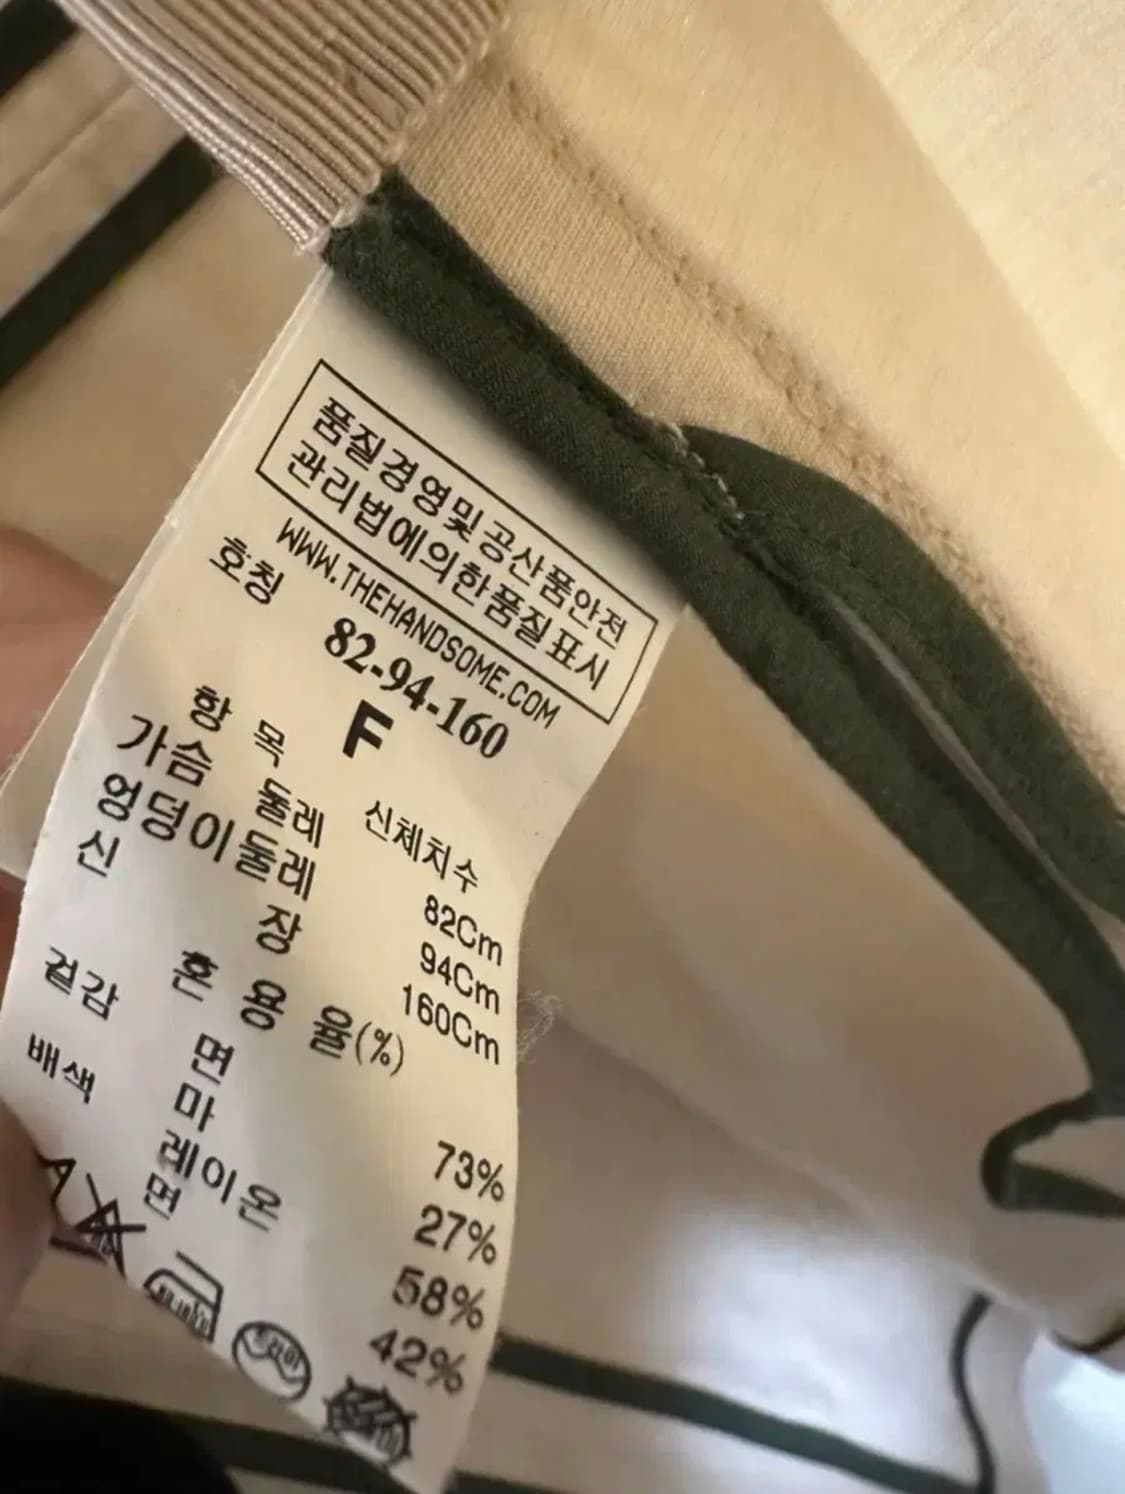 품질경영및공산품안전
관리법에의한품질표시
WWW.THEHANDSOME.COM
호칭 82-94-160
F
항 목 신체치수
가슴 둘레 82Cm
엉덩이둘레 94Cm
신 장 160Cm
혼 용 율(%)
겉감 면 73%
마 27%
배색 레이온 58%
면 42%